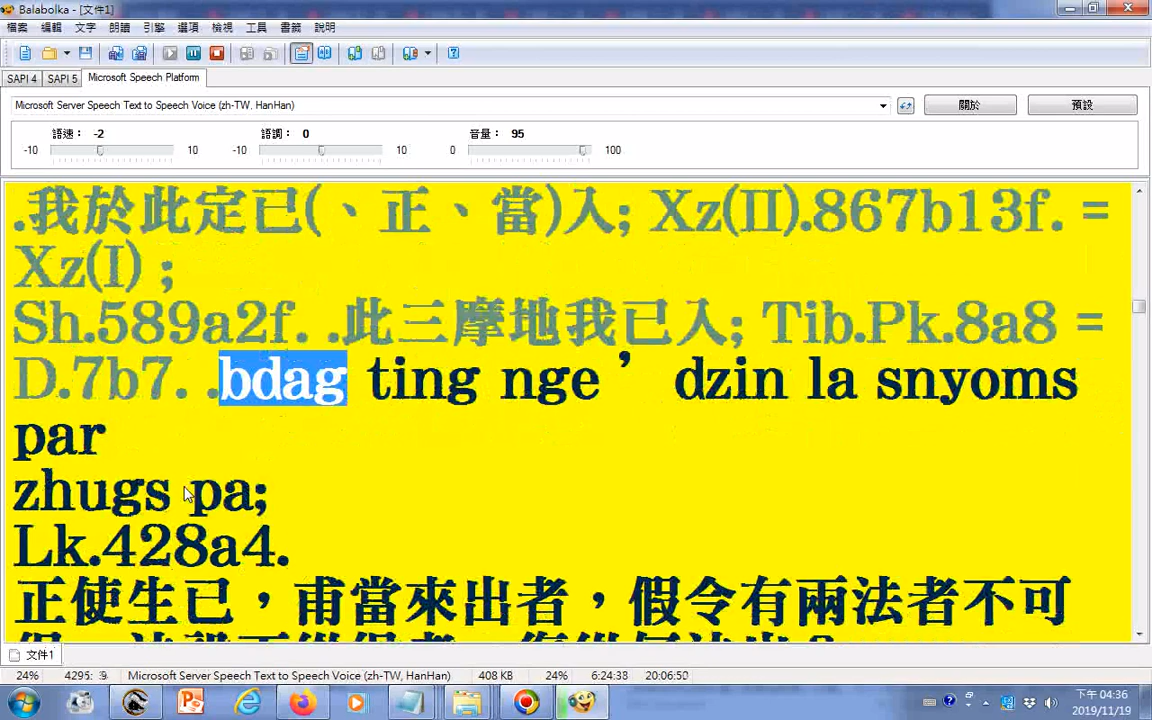 Balabolka - [文件1]
檔案 編輯 文字 朗讀 引擎 選項 檢視 工具 書籤 說明
SAPI 4 SAPI 5 Microsoft Speech Platform
Microsoft Server Speech Text to Speech Voice (zh-TW, HanHan) 關於 預設
語速： -2 語調： 0 音量： 95
-10 10 -10 10 0 100
.我於此定已(、正、當)入; Xz(II).867b13f. =
Xz(I) ;
Sh.589a2f. .此三摩地我已入; Tib.Pk.8a8 =
D.7b7. .bdag ting nge ’ dzin la snyoms
par
zhugs pa;
Lk.428a4.
正使生已，甫當來出者，假令有兩法者不可
文件1
24% 4295: 9 Microsoft Server Speech Text to Speech Voice (zh-TW, HanHan) 408 KB 24% 6:24:38 20:06:50
下午 04:36
2019/11/19